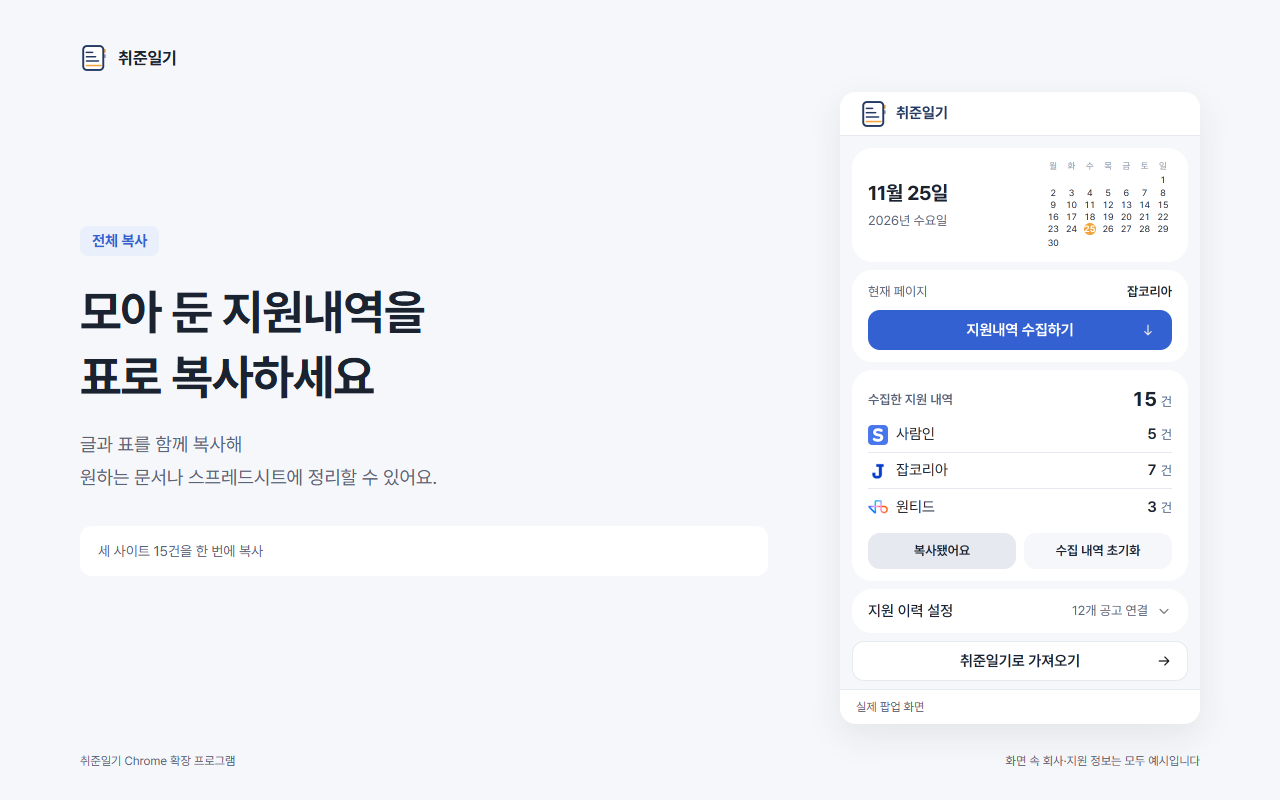 취준일기
전체 복사
모아 둔 지원내역을
표로 복사하세요
글과 표를 함께 복사해
원하는 문서나 스프레드시트에 정리할 수 있어요.
세 사이트 15건을 한 번에 복사
취준일기
11월 25일
2026년 수요일
월 화 수 목 금 토 일
1
2 3 4 5 6 7 8
9 10 11 12 13 14 15
16 17 18 19 20 21 22
23 24 25 26 27 28 29
30
현재 페이지 잡코리아
지원내역 수집하기 ↓
수집한 지원 내역 15 건
S 사람인 5 건
J 잡코리아 7 건
원티드 3 건
복사됐어요 수집 내역 초기화
지원 이력 설정 12개 공고 연결
취준일기로 가져오기 →
실제 팝업 화면
취준일기 Chrome 확장 프로그램
화면 속 회사·지원 정보는 모두 예시입니다